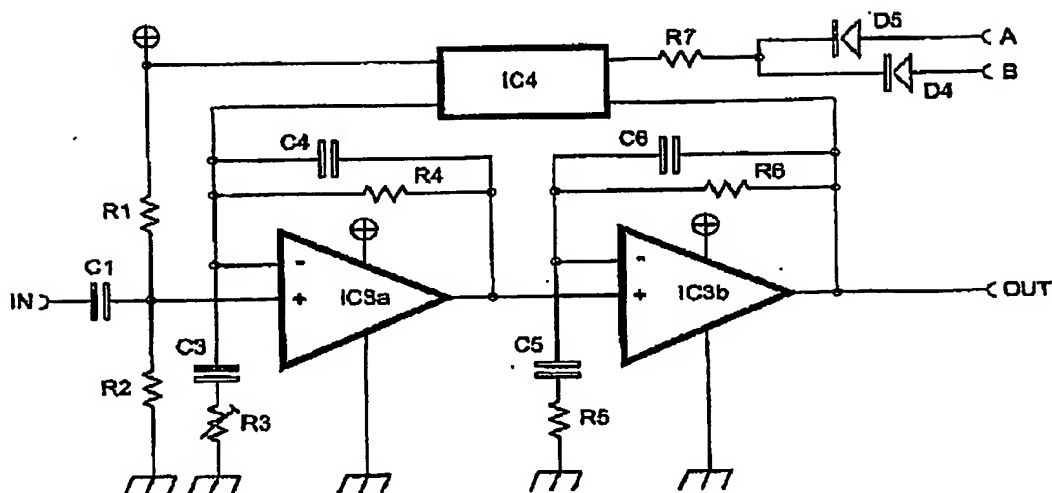 D5
R7
A
IC4
B
D4
C4
C6
R4
R6
R1
-
-
C1
IC3a
IC3b
IN
+
+
OUT
C3
C5
R2
R3
R5